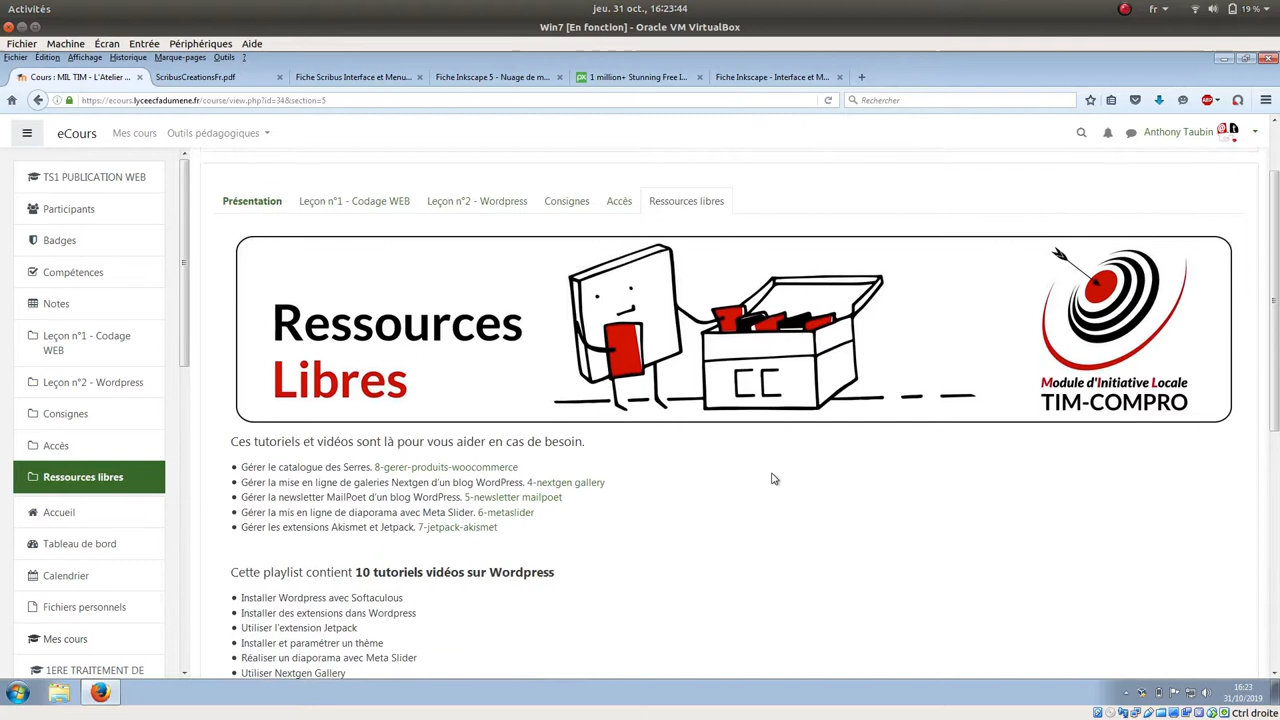 Activités
jeu. 31 oct., 16:23:44
fr
19 %
Win7 [En fonction] - Oracle VM VirtualBox
Fichier Machine Écran Entrée Périphériques Aide
Fichier Édition Affichage Historique Marque-pages Outils ?
Cours : MIL TIM - L'Atelier ...
ScribusCreationsFr.pdf
Fiche Scribus Interface et Menu...
Fiche Inkscape 5 - Nuage de m...
1 million+ Stunning Free I...
Fiche Inkscape - Interface et M...
https://ecours.lyceecfadumene.fr/course/view.php?id=34&section=5
Rechercher
eCours
Mes cours
Outils pédagogiques
Anthony Taubin
TS1 PUBLICATION WEB
Participants
Badges
Compétences
Notes
Leçon n°1 - Codage
WEB
Leçon n°2 - Wordpress
Consignes
Accès
Ressources libres
Accueil
Tableau de bord
Calendrier
Fichiers personnels
Mes cours
1ERE TRAITEMENT DE
Présentation
Leçon n°1 - Codage WEB
Leçon n°2 - Wordpress
Consignes
Accès
Ressources libres
Ressources
Libres
CC
Module d'Initiative Locale
TIM-COMPRO
Ces tutoriels et vidéos sont là pour vous aider en cas de besoin.
Gérer le catalogue des Serres. 8-gerer-produits-woocommerce
Gérer la mise en ligne de galeries Nextgen d'un blog WordPress. 4-nextgen gallery
Gérer la newsletter MailPoet d'un blog WordPress. 5-newsletter mailpoet
Gérer la mis en ligne de diaporama avec Meta Slider. 6-metaslider
Gérer les extensions Akismet et Jetpack. 7-jetpack-akismet
Cette playlist contient 10 tutoriels vidéos sur Wordpress
Installer Wordpress avec Softaculous
Installer des extensions dans Wordpress
Utiliser l'extension Jetpack
Installer et paramétrer un thème
Réaliser un diaporama avec Meta Slider
Utiliser Nextgen Gallery
16:23
31/10/2019
Ctrl droite